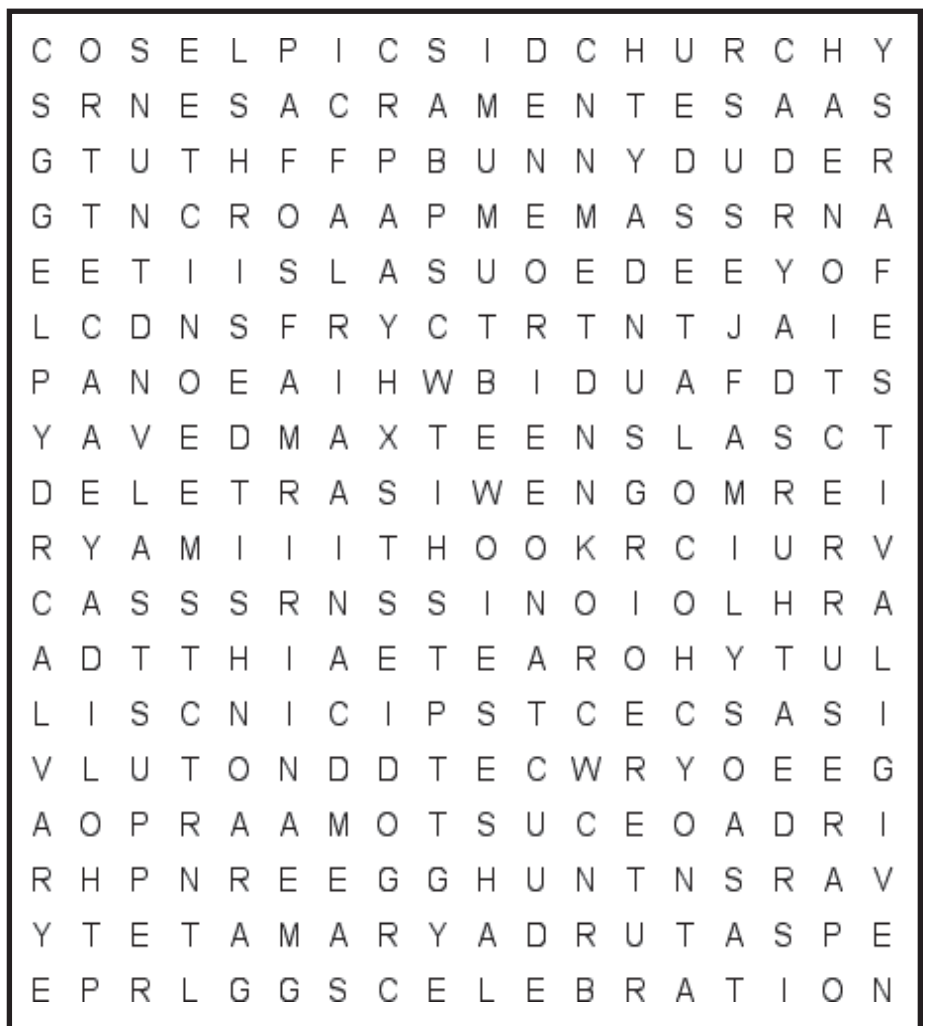 C O S E L P I C S I D C H U R C H Y
S R N E S A C R A M E N T E S A A S
G T U T H F F P B U N N Y D U D E R
G T N C R O A A P M E M A S S R N A
E E T I I S L A S U O E D E E Y O F
L C D N S F R Y C T R T N T J A I E
P A N O E A I H W B I D U A F D T S
Y A V E D M A X T E E N S L A S C T
D E L E T R A S I W E N G O M R E I
R Y A M I I I T H O O K R C I U R V
C A S S S R N S S I N O I O L H R A
A D T T H I A E T E A R O H Y T U L
L I S C N I C I P S T C E C S A S I
V L U T O N D D T E C W R Y O E E G
A O P R A A M O T S U C E O A D R I
R H P N R E E G G H U N T N S R A V
Y T E T A M A R Y A D R U T A S P E
E P R L G G S C E L E B R A T I O N